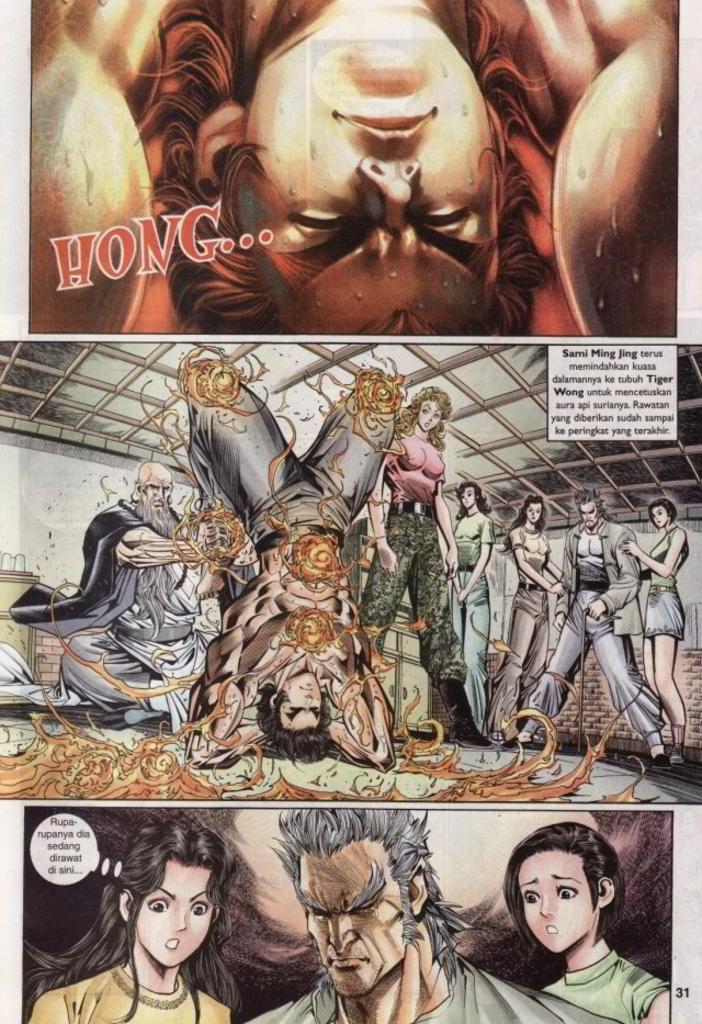 HONG...
Sami Ming Jing terus
memindahkan kuasa
dalamannya ke tubuh Tiger
Wong untuk mencetuskan
aura api surianya. Rawatan
yang diberikan sudah sampai
ke peringkat yang terakhir.
Rupa-
rupanya dia
sedang
dirawat
di sini...
31